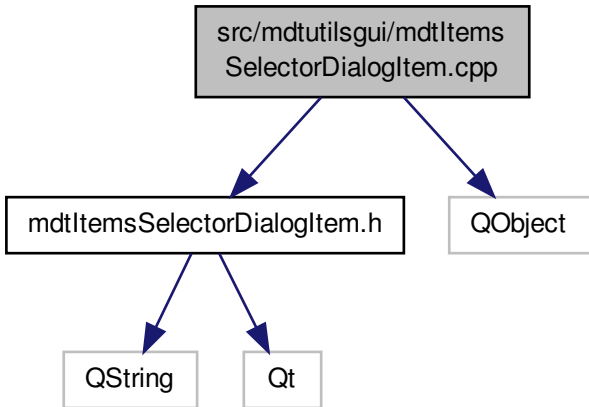 src/mdtutilsgui/mdtItems
SelectorDialogItem.cpp
mdtItemsSelectorDialogItem.h
QObject
QString
Qt